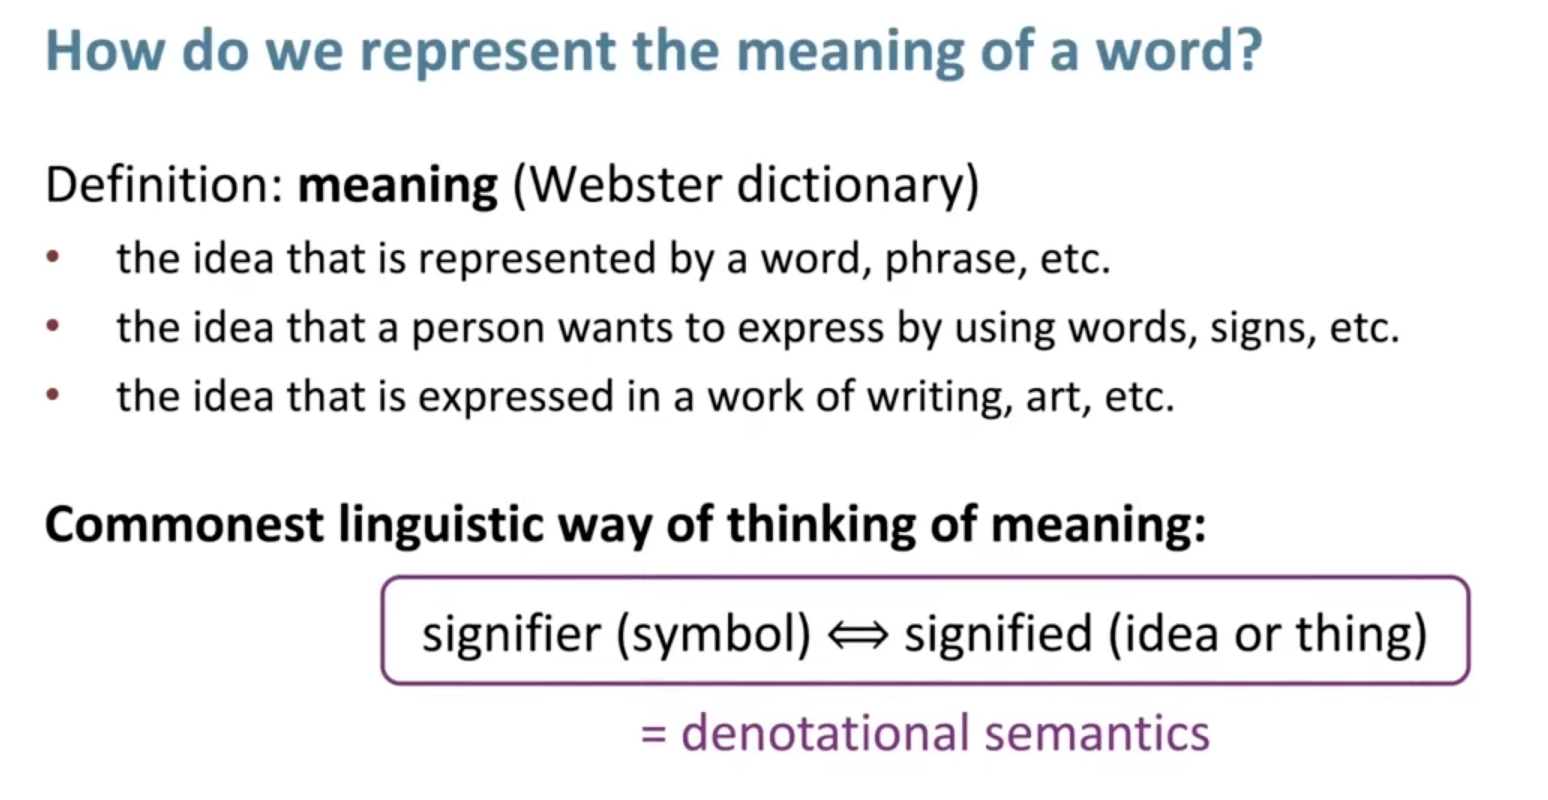 How do we represent the meaning of a word?
Definition: meaning (Webster dictionary)
• the idea that is represented by a word, phrase, etc.
• the idea that a person wants to express by using words, signs, etc.
• the idea that is expressed in a work of writing, art, etc.
Commonest linguistic way of thinking of meaning:
signifier (symbol) ⟺ signified (idea or thing)
= denotational semantics